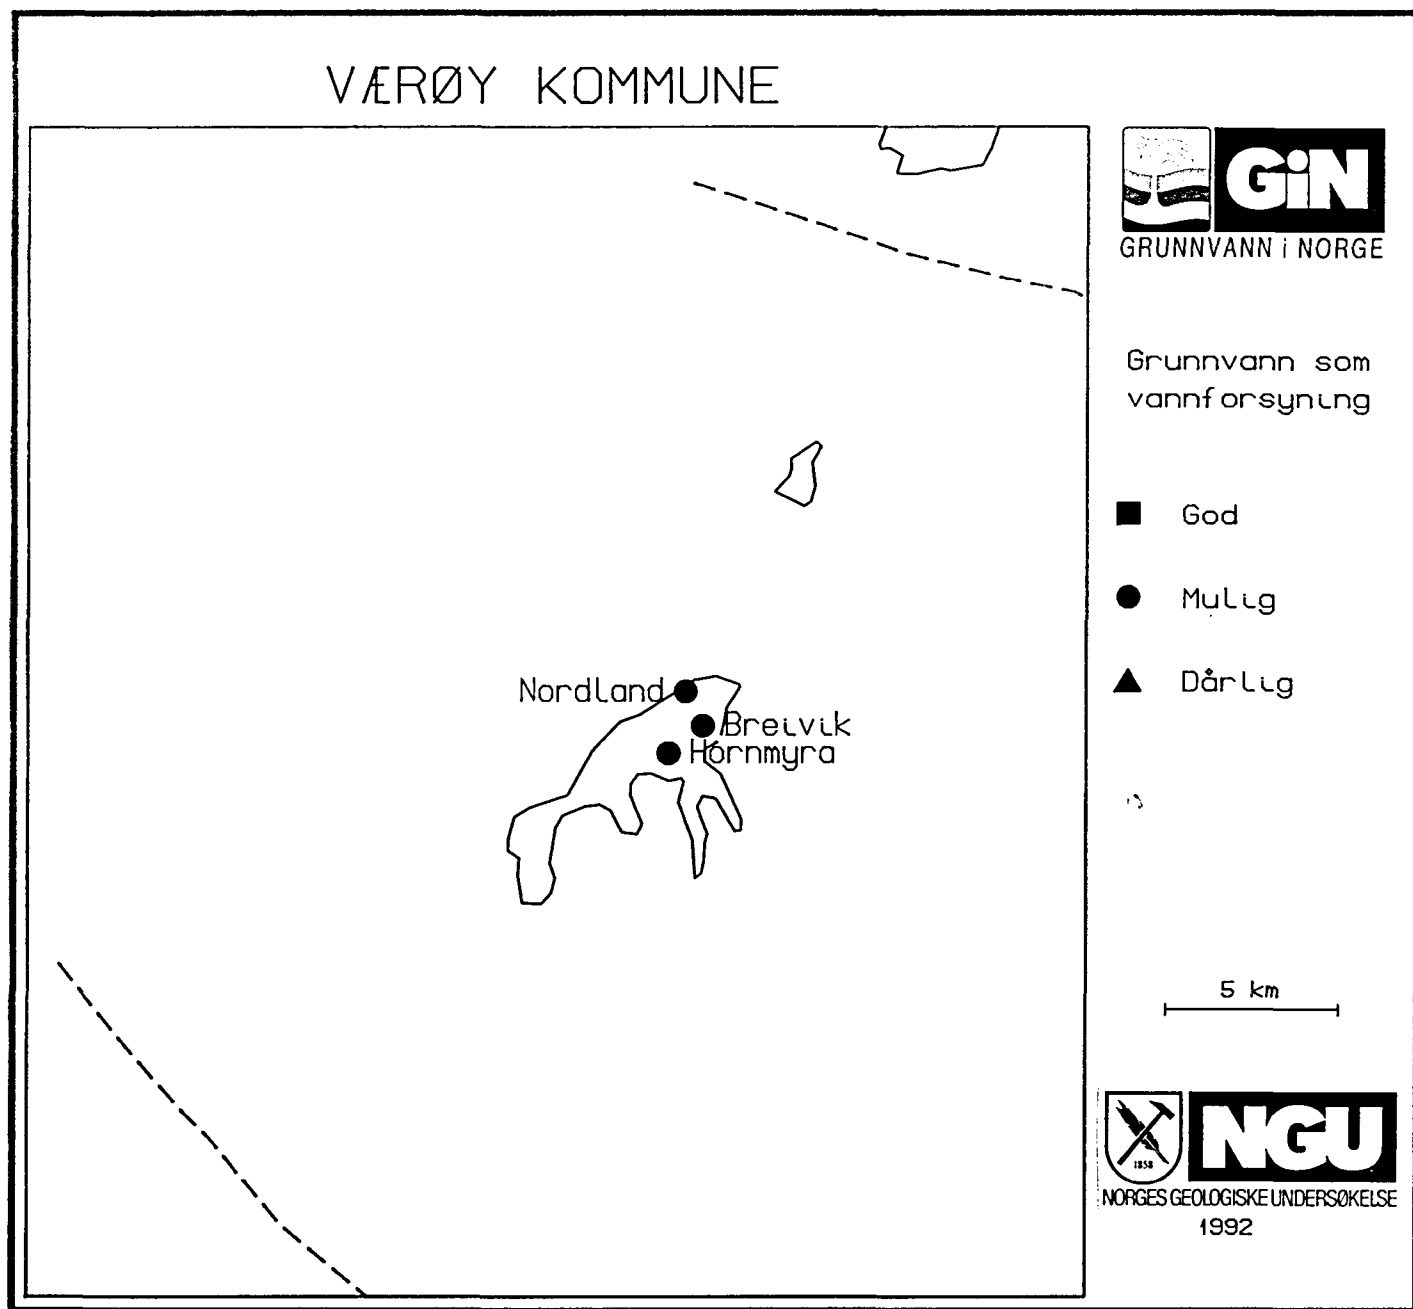 VÆRØY KOMMUNE
GiN
GRUNNVANN i NORGE
Grunnvann som
vannforsyning
God
Mulig
Dårlig
Nordland
Breivik
Hornmyra
5 km
1858
NGU
NORGES GEOLOGISKE UNDERSØKELSE
1992